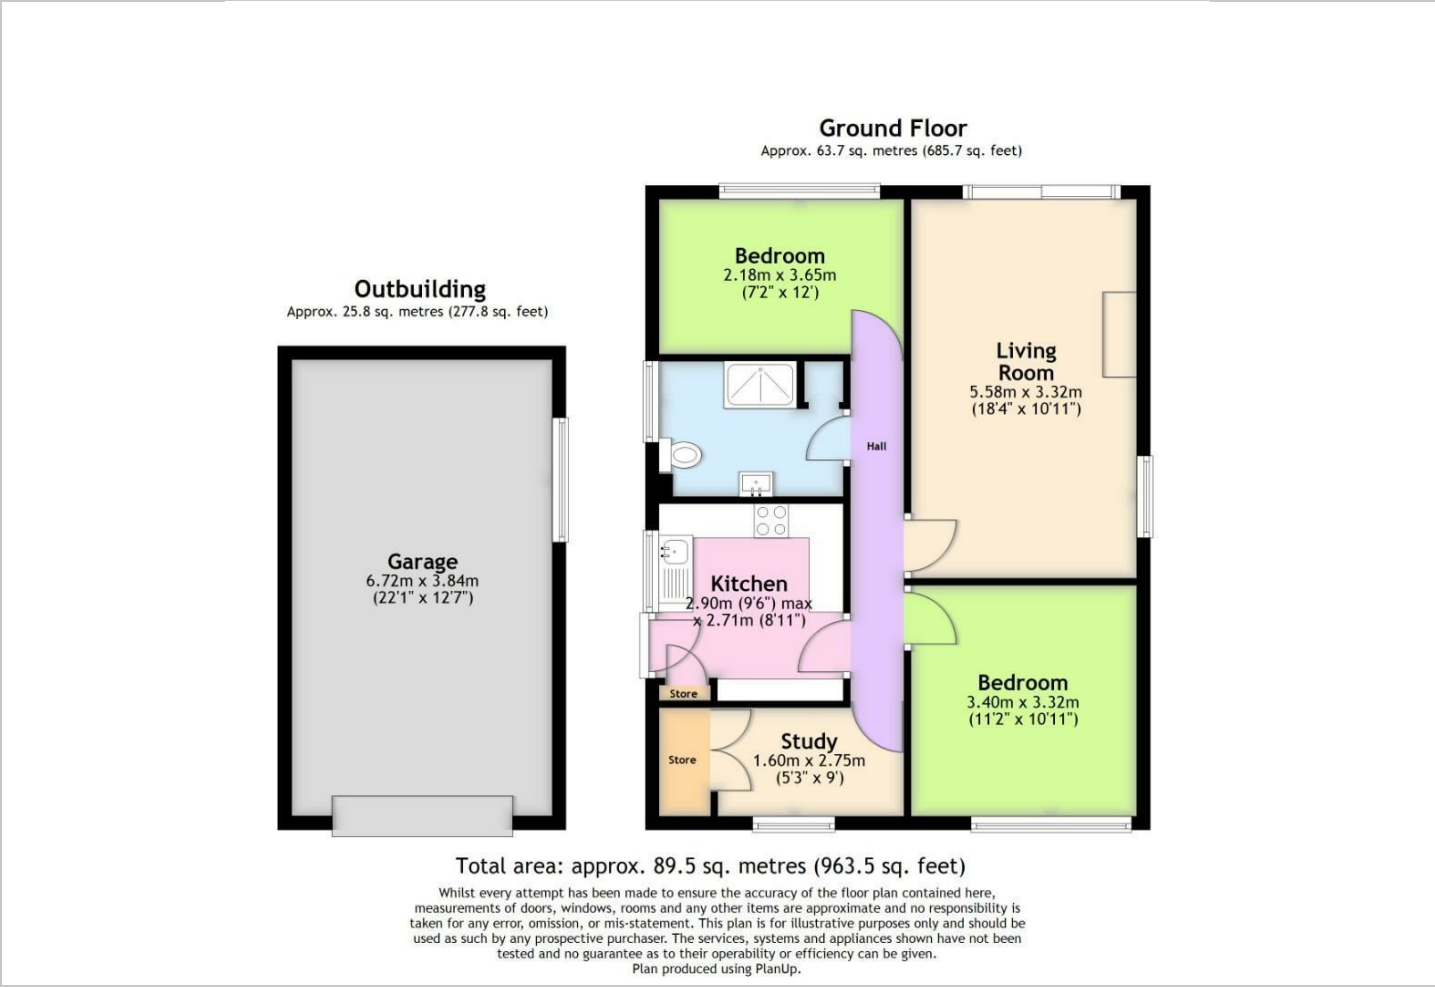 Ground Floor
Approx. 63.7 sq. metres (685.7 sq. feet)
Outbuilding
Approx. 25.8 sq. metres (277.8 sq. feet)
Bedroom
2.18m x 3.65m
(7'2" x 12')
Living
Room
5.58m x 3.32m
(18'4" x 10'11")
Hall
Garage
6.72m x 3.84m
(22'1" x 12'7")
Kitchen
2.90m (9'6") max
x 2.71m (8'11")
Store
Bedroom
3.40m x 3.32m
(11'2" x 10'11")
Study
1.60m x 2.75m
(5'3" x 9')
Store
Total area: approx. 89.5 sq. metres (963.5 sq. feet)
Whilst every attempt has been made to ensure the accuracy of the floor plan contained here,
measurements of doors, windows, rooms and any other items are approximate and no responsibility is
taken for any error, omission, or mis-statement. This plan is for illustrative purposes only and should be
used as such by any prospective purchaser. The services, systems and appliances shown have not been
tested and no guarantee as to their operability or efficiency can be given.
Plan produced using PlanUp.